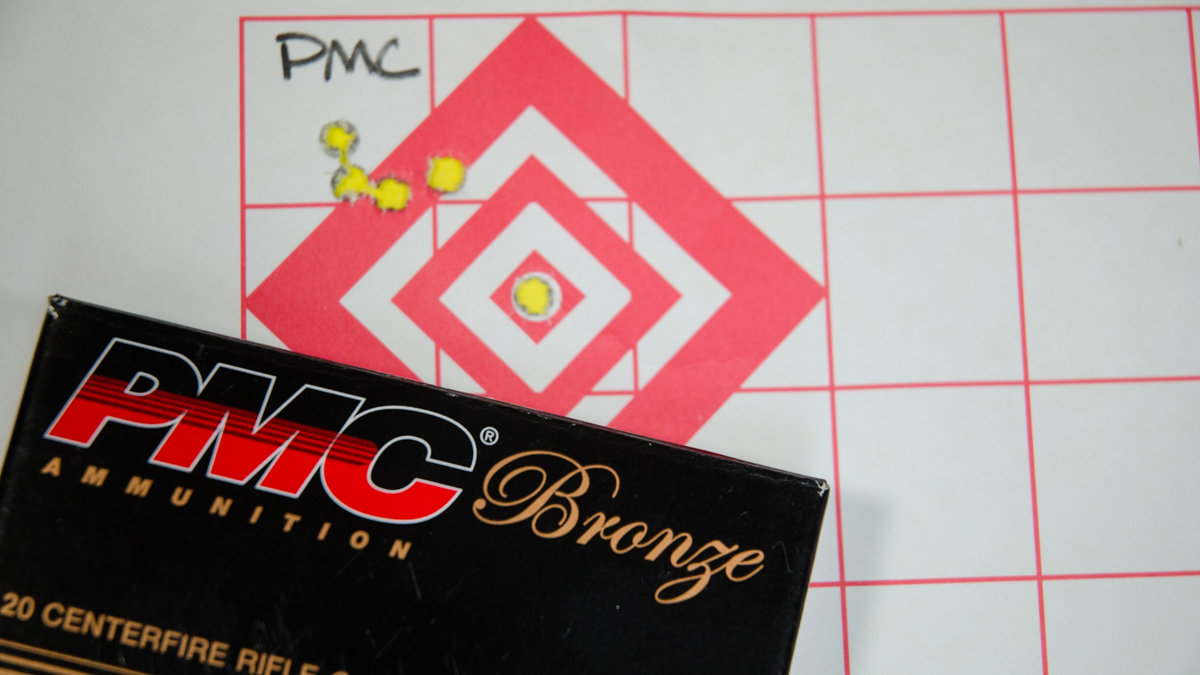 PMC
PMC®
Bronze
AMMUNITION
20 CENTERFIRE RIFLE